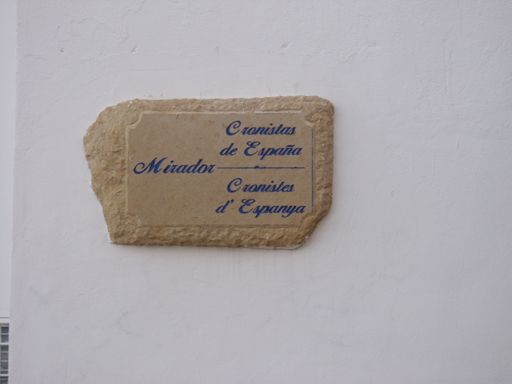 Mirador
Cronistas
de España
Cronistes
d' Espanya